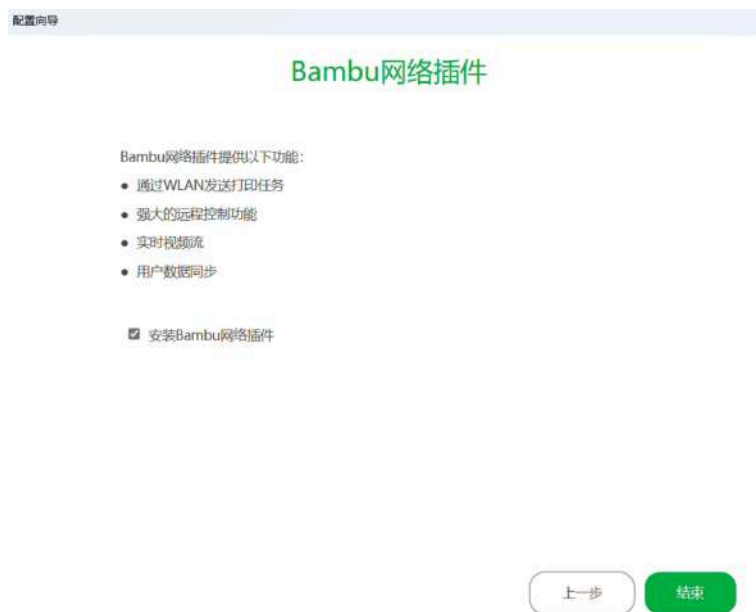 配置向导
Bambu网络插件
Bambu网络插件提供以下功能：
● 通过WLAN发送打印任务
● 强大的远程控制功能
● 实时视频流
● 用户数据同步
安装Bambu网络插件
上一步
结束